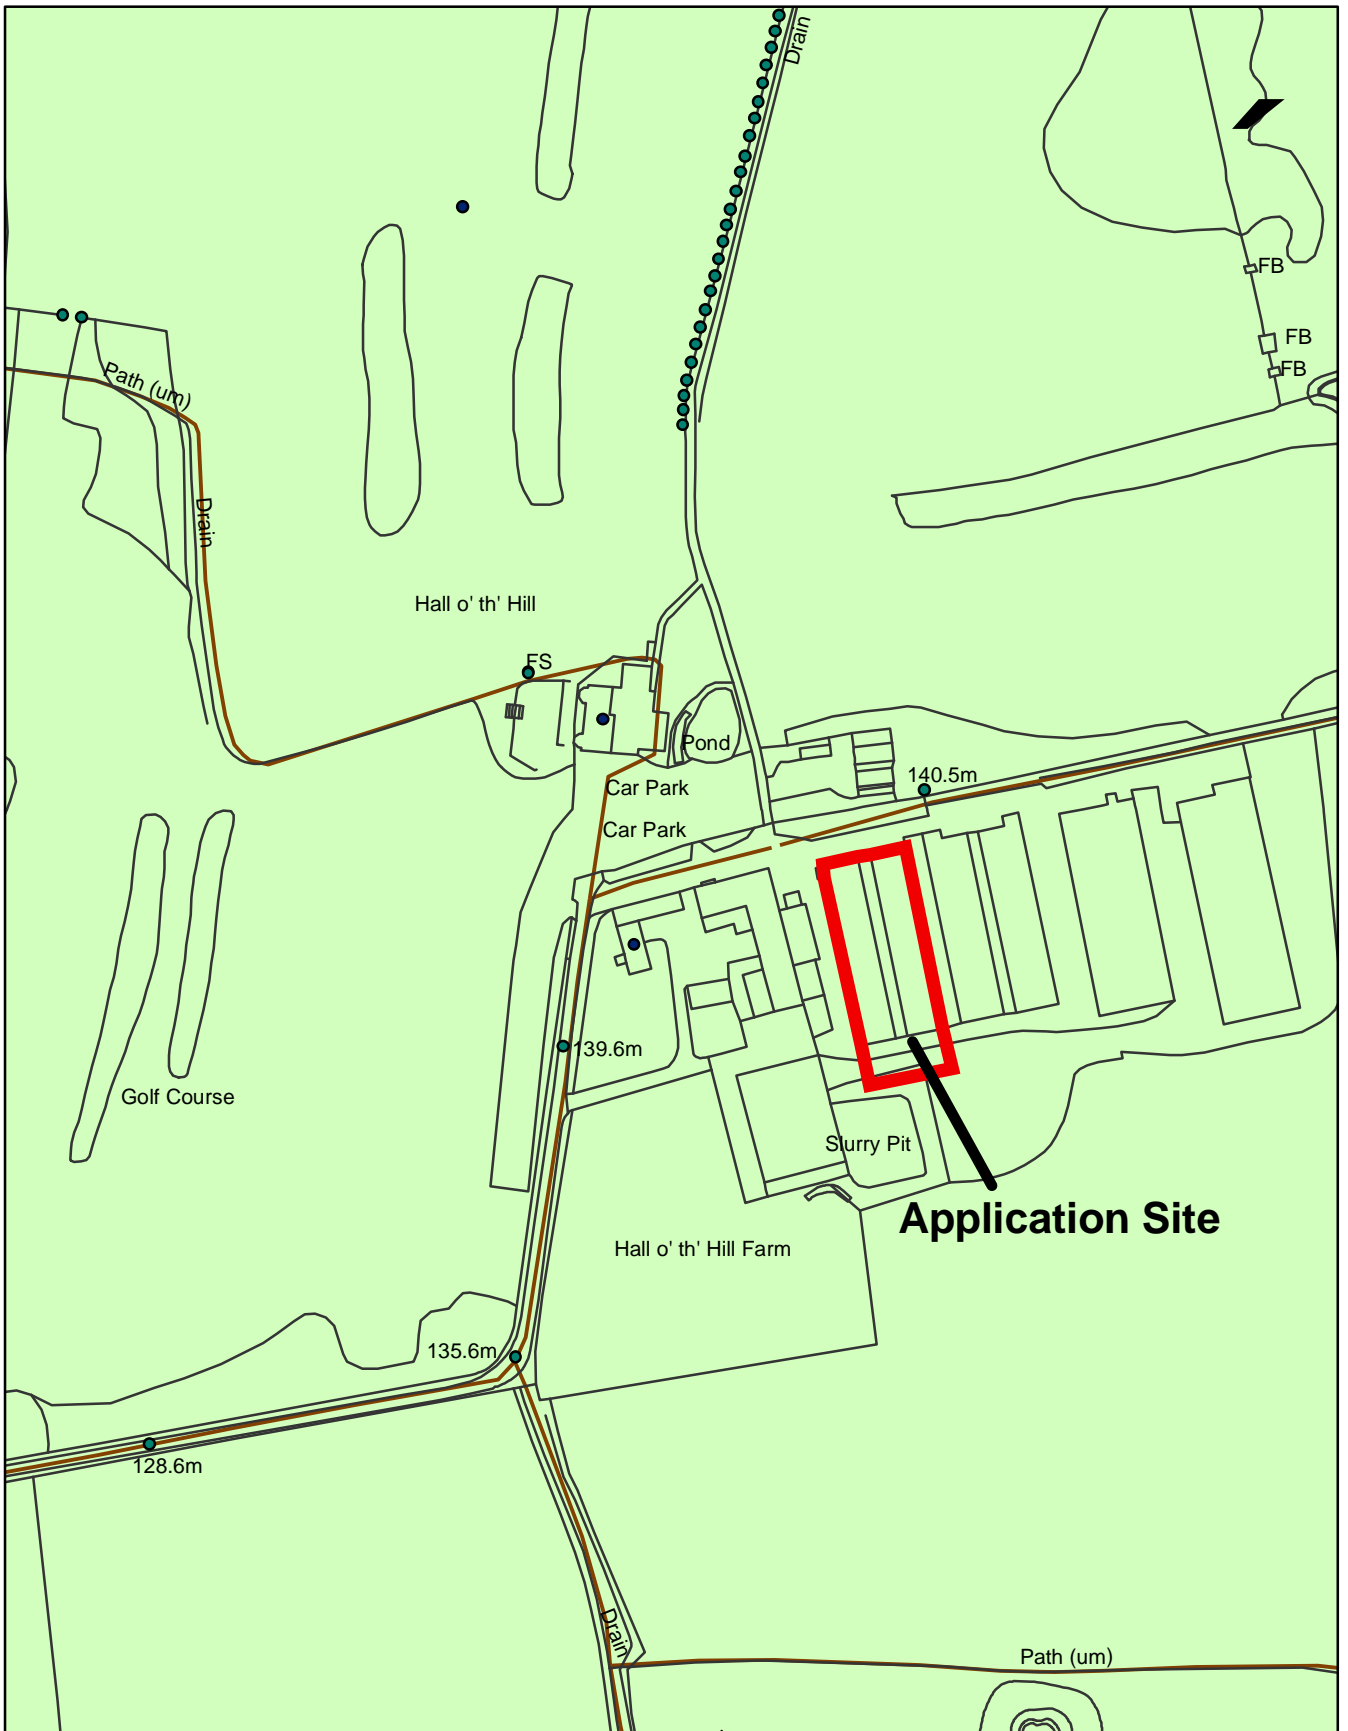 Drain
FB
FB
FB
Path (um)
Drain
Hall o' th' Hill
FS
Pond
140.5m
Car Park
Car Park
139.6m
Golf Course
Slurry Pit
Application Site
Hall o' th' Hill Farm
135.6m
128.6m
Drain
Path (um)